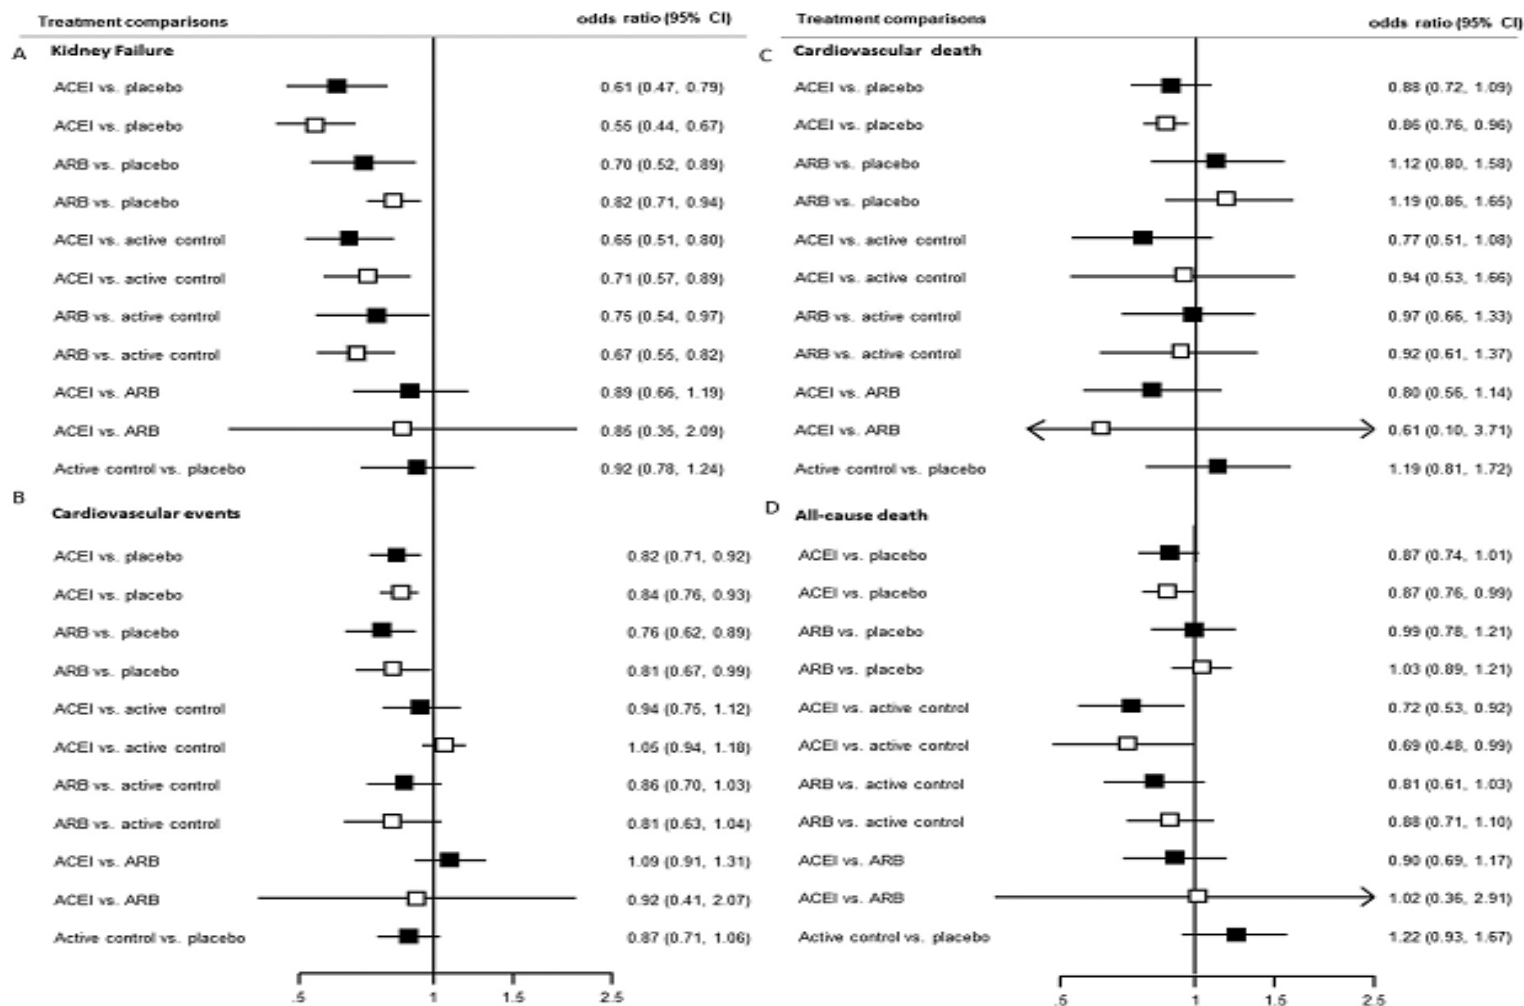 Treatment comparisons odds ratio (95% CI)
A Kidney Failure
ACEI vs. placebo 0.61 (0.47, 0.79)
ACEI vs. placebo 0.55 (0.44, 0.67)
ARB vs. placebo 0.70 (0.52, 0.89)
ARB vs. placebo 0.82 (0.71, 0.94)
ACEI vs. active control 0.65 (0.51, 0.80)
ACEI vs. active control 0.71 (0.57, 0.89)
ARB vs. active control 0.75 (0.54, 0.97)
ARB vs. active control 0.67 (0.55, 0.82)
ACEI vs. ARB 0.89 (0.66, 1.19)
ACEI vs. ARB 0.85 (0.35, 2.09)
Active control vs. placebo 0.92 (0.78, 1.24)
B Cardiovascular events
ACEI vs. placebo 0.82 (0.71, 0.92)
ACEI vs. placebo 0.84 (0.76, 0.93)
ARB vs. placebo 0.76 (0.62, 0.89)
ARB vs. placebo 0.81 (0.67, 0.99)
ACEI vs. active control 0.94 (0.75, 1.12)
ACEI vs. active control 1.05 (0.94, 1.18)
ARB vs. active control 0.86 (0.70, 1.03)
ARB vs. active control 0.81 (0.63, 1.04)
ACEI vs. ARB 1.09 (0.91, 1.31)
ACEI vs. ARB 0.92 (0.41, 2.07)
Active control vs. placebo 0.87 (0.71, 1.06)
.5 1 1.5 2.5
Treatment comparisons odds ratio (95% CI)
C Cardiovascular death
ACEI vs. placebo 0.88 (0.72, 1.09)
ACEI vs. placebo 0.86 (0.76, 0.96)
ARB vs. placebo 1.12 (0.80, 1.58)
ARB vs. placebo 1.19 (0.86, 1.65)
ACEI vs. active control 0.77 (0.51, 1.08)
ACEI vs. active control 0.94 (0.53, 1.66)
ARB vs. active control 0.97 (0.66, 1.33)
ARB vs. active control 0.92 (0.61, 1.37)
ACEI vs. ARB 0.80 (0.56, 1.14)
ACEI vs. ARB 0.61 (0.10, 3.71)
Active control vs. placebo 1.19 (0.81, 1.72)
D All-cause death
ACEI vs. placebo 0.87 (0.74, 1.01)
ACEI vs. placebo 0.87 (0.76, 0.99)
ARB vs. placebo 0.99 (0.78, 1.21)
ARB vs. placebo 1.03 (0.89, 1.21)
ACEI vs. active control 0.72 (0.53, 0.92)
ACEI vs. active control 0.69 (0.48, 0.99)
ARB vs. active control 0.81 (0.61, 1.03)
ARB vs. active control 0.88 (0.71, 1.10)
ACEI vs. ARB 0.90 (0.69, 1.17)
ACEI vs. ARB 1.02 (0.36, 2.91)
Active control vs. placebo 1.22 (0.93, 1.67)
.5 1 1.5 2.5